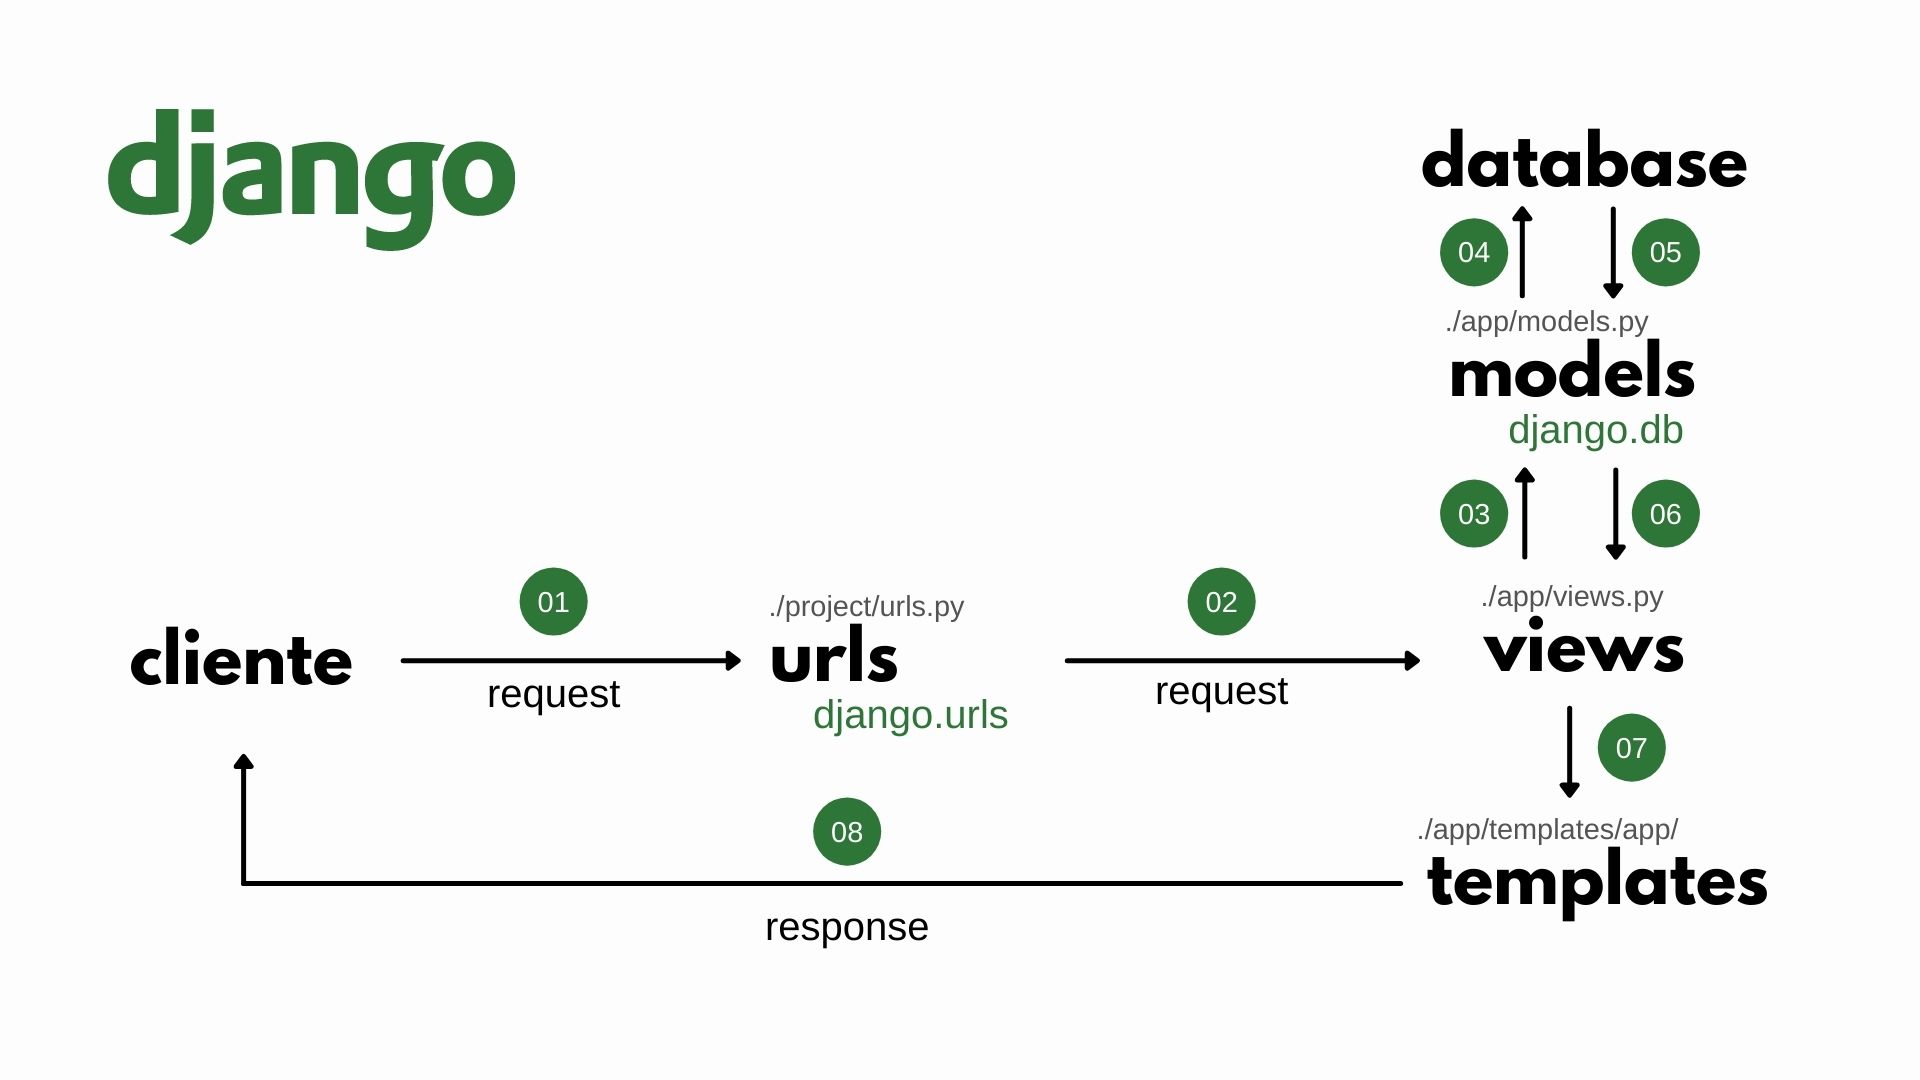 django
database
04
05
./app/models.py
models
django.db
03
06
01
./project/urls.py
02
./app/views.py
cliente
urls
views
request
request
django.urls
07
08
./app/templates/app/
templates
response